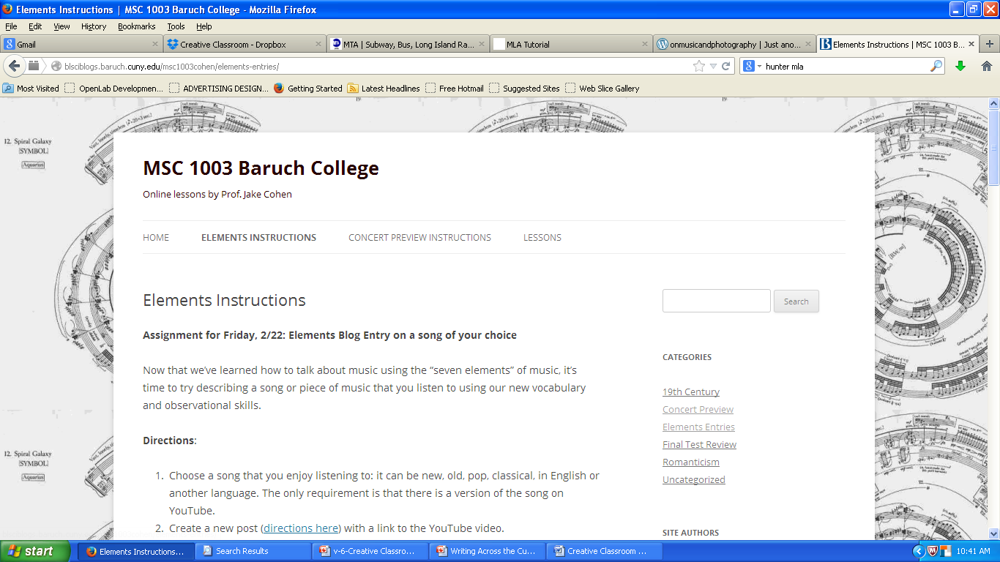 Elements Instructions | MSC 1003 Baruch College - Mozilla Firefox
File Edit View History Bookmarks Tools Help
Gmail
Creative Classroom - Dropbox
MTA | Subway, Bus, Long Island Ra...
MLA Tutorial
onmusicandphotography | Just ano...
Elements Instructions | MSC 1003 B...
blsciblogs.baruch.cuny.edu/msc1003cohen/elements-entries/
hunter mla
Most Visited OpenLab Developmen... ADVERTISING DESIGN... Getting Started Latest Headlines Free Hotmail Suggested Sites Web Slice Gallery
12. Spiral Galaxy
[SYMBOL]
Aquarius
MSC 1003 Baruch College
Online lessons by Prof. Jake Cohen
HOME ELEMENTS INSTRUCTIONS CONCERT PREVIEW INSTRUCTIONS LESSONS
Elements Instructions
Assignment for Friday, 2/22: Elements Blog Entry on a song of your choice
Now that we've learned how to talk about music using the “seven elements” of music, it's
time to try describing a song or piece of music that you listen to using our new vocabulary
and observational skills.
Directions:
1. Choose a song that you enjoy listening to: it can be new, old, pop, classical, in English or
another language. The only requirement is that there is a version of the song on
YouTube.
2. Create a new post (directions here) with a link to the YouTube video.
Search
CATEGORIES
19th Century
Concert Preview
Elements Entries
Final Test Review
Romanticism
Uncategorized
SITE AUTHORS
12. Spiral Galaxy
[SYMBOL]
Aquarius
start
Elements Instructions...
Search Results
v-6-Creative Classro...
Writing Across the Cu...
Creative Classroom ...
10:41 AM